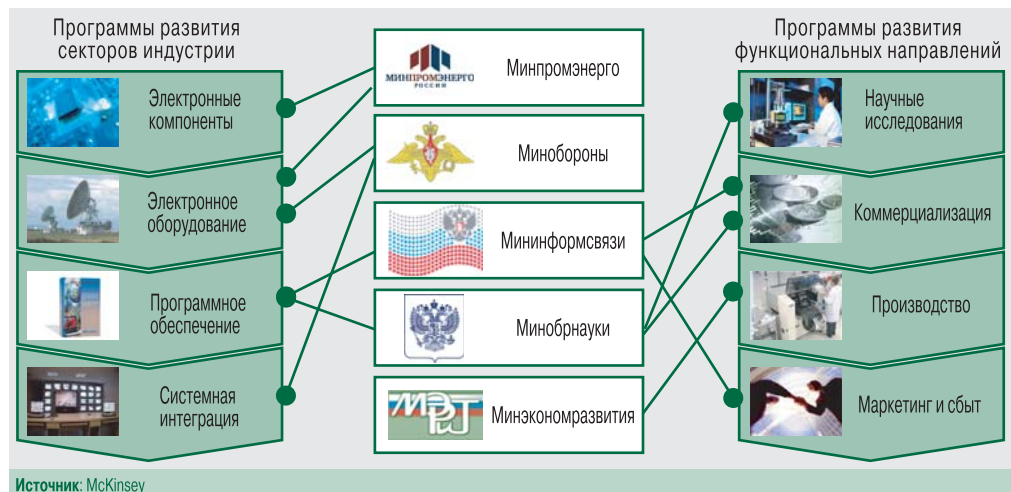 Программы развития
секторов индустрии
Электронные
компоненты
Электронное
оборудование
Программное
обеспечение
Системная
интеграция
МИНПРОМЭНЕРГО
РОССИИ
Минпромэнерго
Минобороны
Мининформсвязи
Минобрнауки
МЭРиТ
Минэкономразвития
Программы развития
функциональных направлений
Научные
исследования
Коммерциализация
Производство
Маркетинг и сбыт
Источник: McKinsey